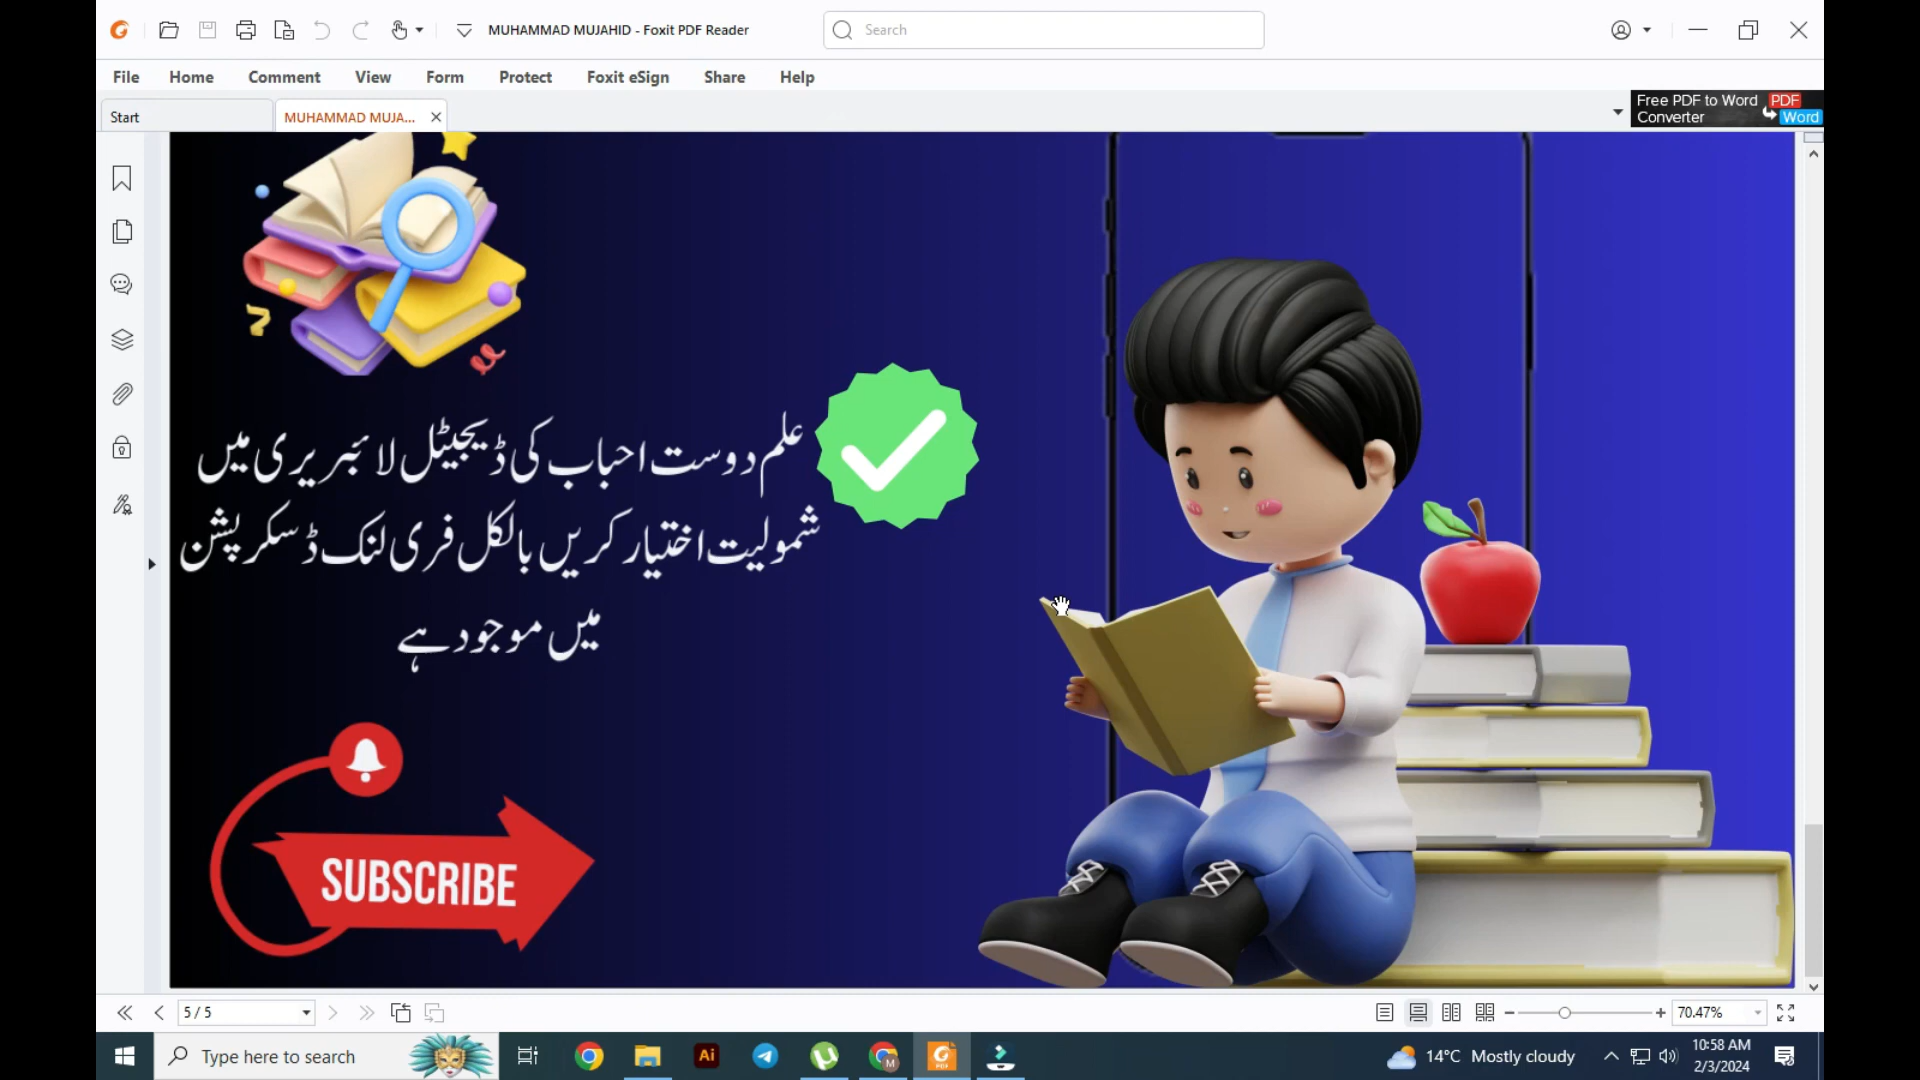 MUHAMMAD MUJAHID - Foxit PDF Reader
Search
File Home Comment View Form Protect Foxit eSign Share Help
Start
MUHAMMAD MUJA...
Free PDF to Word
Converter
PDF
Word
علم دوست احباب کی ڈیجیٹل لائبریری میں
شمولیت اختیار کریں بالکل فری لنک ڈسکرپشن
میں موجود ہے
SUBSCRIBE
5 / 5
70.47%
Type here to search
Ai
M
PDF
14°C Mostly cloudy
10:58 AM
2/3/2024